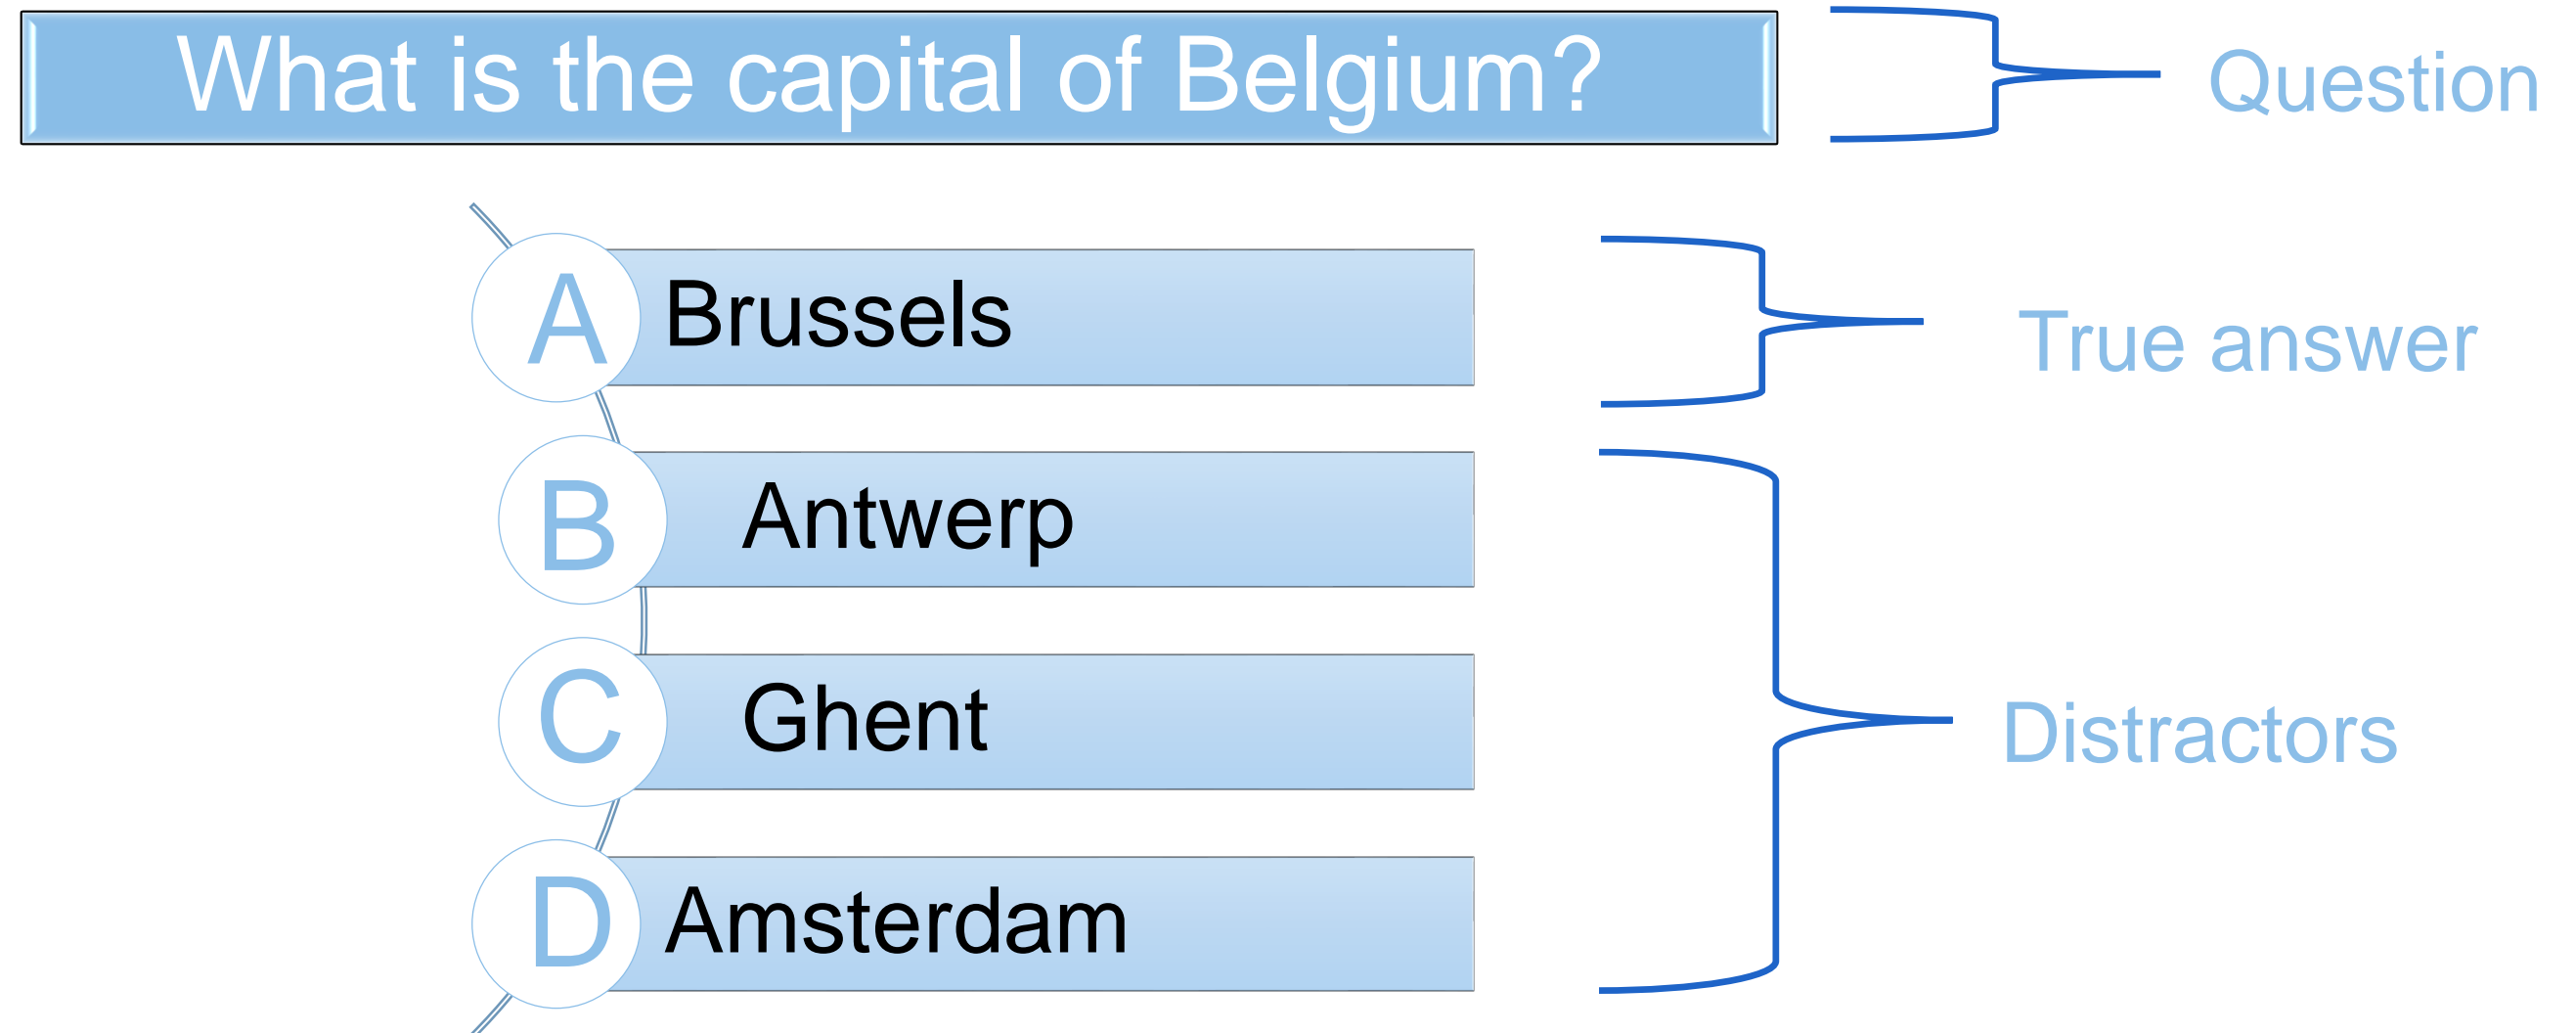 What is the capital of Belgium?
Question
A Brussels
True answer
B Antwerp
C Ghent
Distractors
D Amsterdam